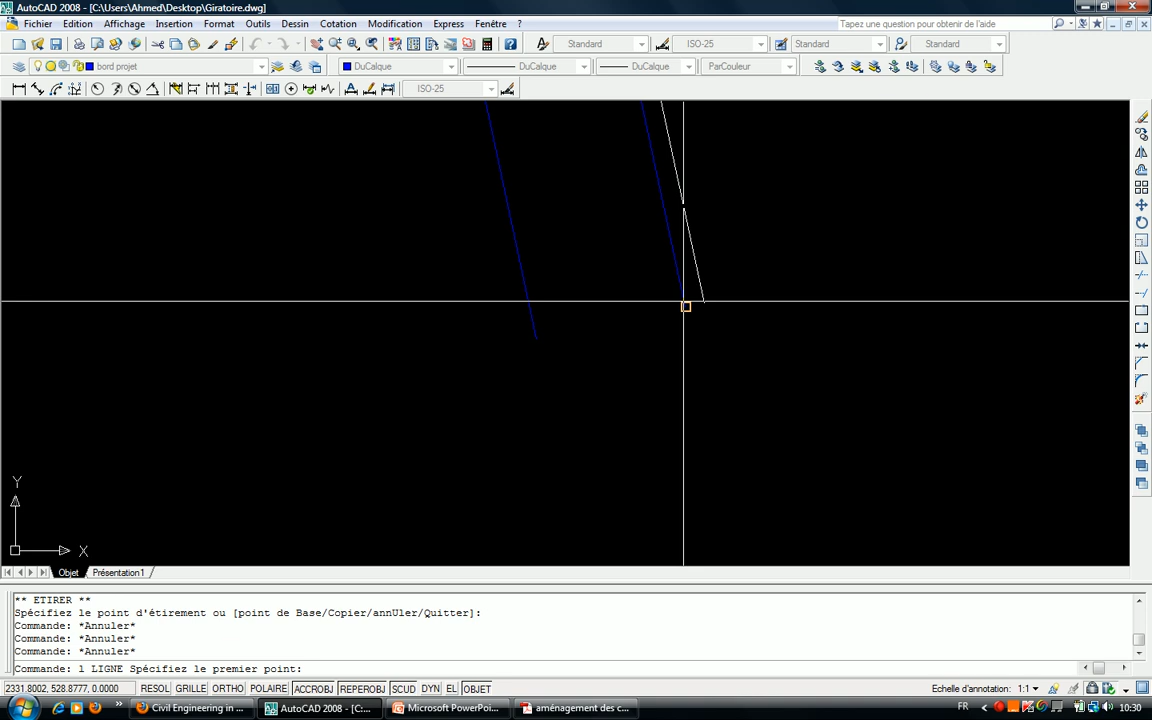 AutoCAD 2008 - [C:\Users\Ahmed\Desktop\Giratoire.dwg]
Fichier Edition Affichage Insertion Format Outils Dessin Cotation Modification Express Fenêtre ? Tapez une question pour obtenir de l'aide
Standard ISO-25 Standard Standard
bord projet DuCalque DuCalque DuCalque ParCouleur
ISO-25
Y
X
Objet Présentation1
** ETIRER **
Spécifiez le point d'étirement ou [point de Base/Copier/annUler/Quitter]:
Commande: *Annuler*
Commande: *Annuler*
Commande: *Annuler*
Commande: l LIGNE Spécifiez le premier point:
2331.8002, 528.8777, 0.0000 RESOL GRILLE ORTHO POLAIRE ACCROBJ REPEROBJ SCUD DYN EL OBJET Echelle d'annotation: 1:1
Civil Engineering in ... AutoCAD 2008 - [C:... Microsoft PowerPoi... aménagement des c... FR 10:30